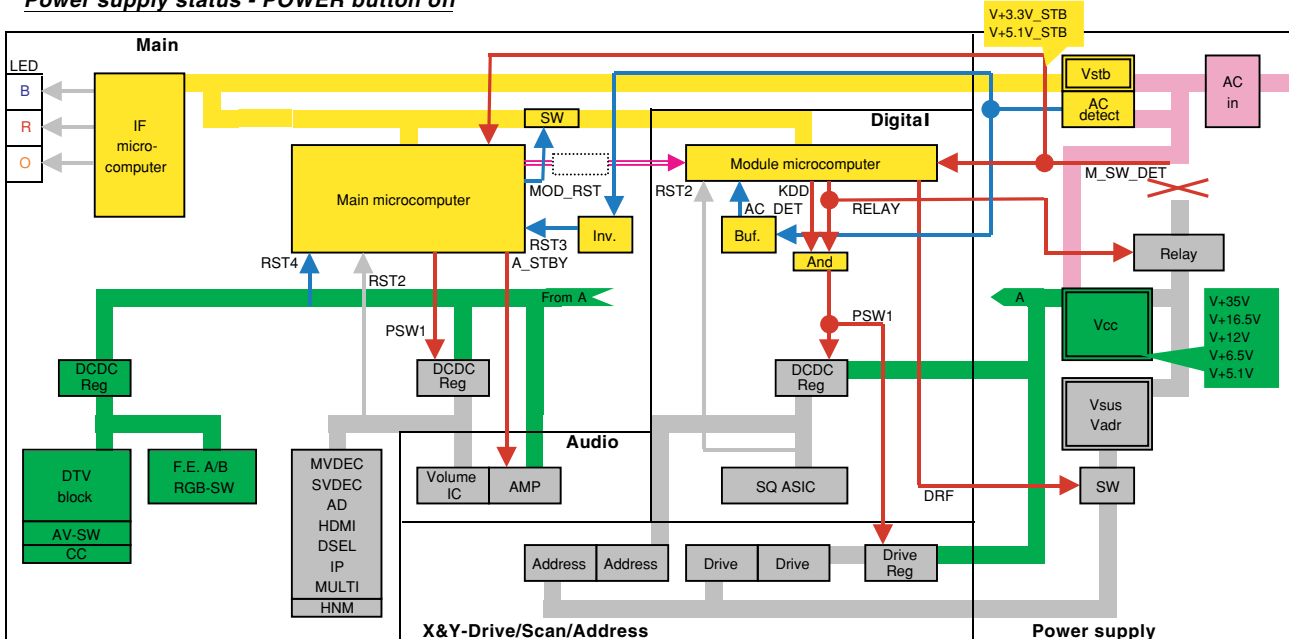 Power supply status - POWER button off
V+3.3V_STB
V+5.1V_STB
Main
LED
B
R
O
IF
micro-
computer
SW
Digital
Vstb
AC
detect
AC
in
Main microcomputer
MOD_RST
RST2
Module microcomputer
M_SW_DET
KDD
AC_DET
RELAY
RST3
Inv.
Buf.
And
Relay
RST4
RST2
A_STBY
From A
A
PSW1
PSW1
Vcc
V+35V
V+16.5V
V+12V
V+6.5V
V+5.1V
DCDC
Reg
DCDC
Reg
DCDC
Reg
Vsus
Vadr
Audio
DTV
block
AV-SW
CC
F.E. A/B
RGB-SW
MVDEC
SVDEC
AD
HDMI
DSEL
IP
MULTI
HNM
Volume
IC
AMP
SQ ASIC
DRF
SW
Address
Address
Drive
Drive
Drive
Reg
X&Y-Drive/Scan/Address
Power supply